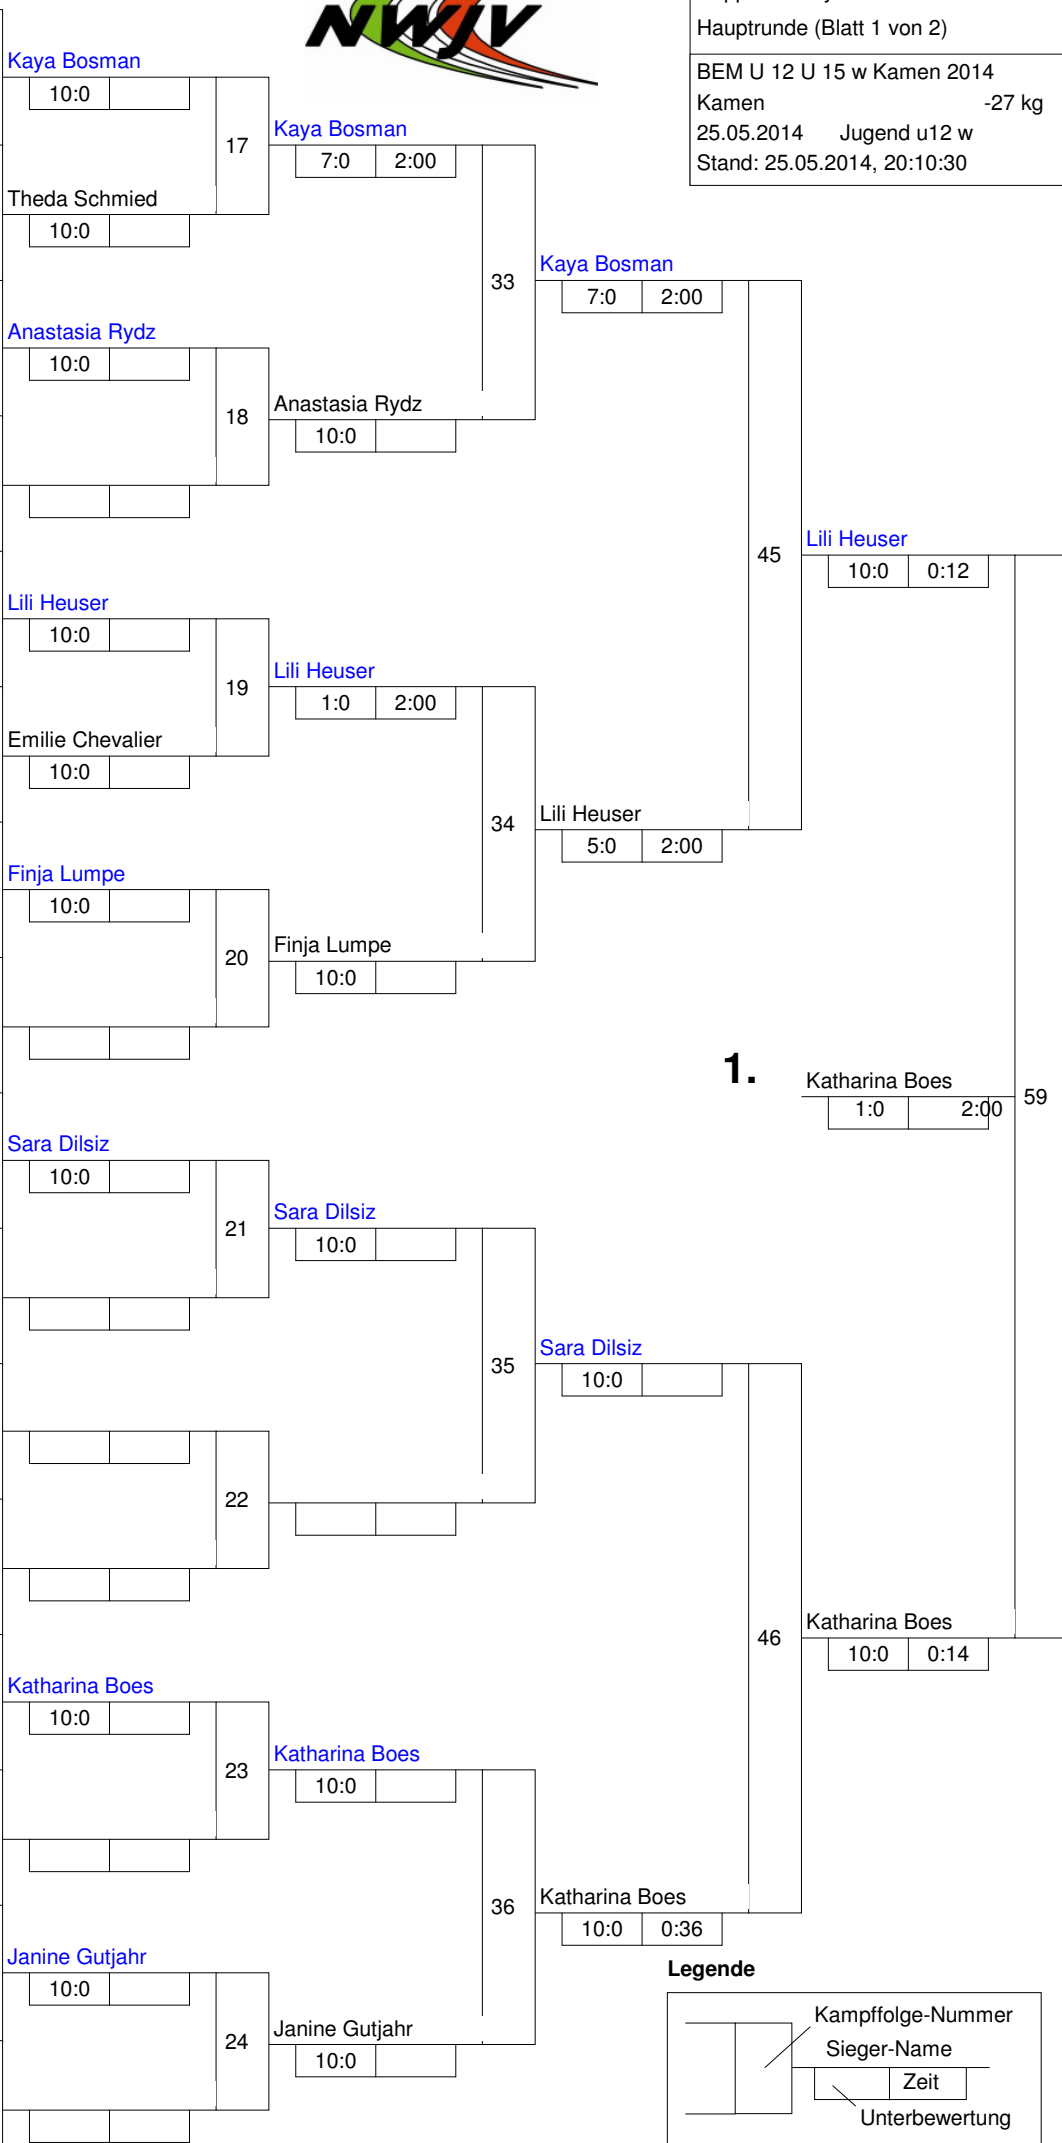 NWJV
Hauptrunde (Blatt 1 von 2)
BEM U 12 U 15 w Kamen 2014
Kamen -27 kg
25.05.2014 Jugend u12 w
Stand: 25.05.2014, 20:10:30
Kaya Bosman
10:0
17
Kaya Bosman
7:0 2:00
Theda Schmied
10:0
33
Kaya Bosman
7:0 2:00
Anastasia Rydz
10:0
18
Anastasia Rydz
10:0
45
Lili Heuser
10:0 0:12
Lili Heuser
10:0
19
Lili Heuser
1:0 2:00
Emilie Chevalier
10:0
34
Lili Heuser
5:0 2:00
Finja Lumpe
10:0
20
Finja Lumpe
10:0
1.
Katharina Boes
1:0 2:00
59
Sara Dilsiz
10:0
21
Sara Dilsiz
10:0
35
Sara Dilsiz
10:0
22
46
Katharina Boes
10:0 0:14
Katharina Boes
10:0
23
Katharina Boes
10:0
36
Katharina Boes
10:0 0:36
Janine Gutjahr
10:0
24
Janine Gutjahr
10:0
Legende
Kampffolge-Nummer
Sieger-Name
Zeit
Unterbewertung